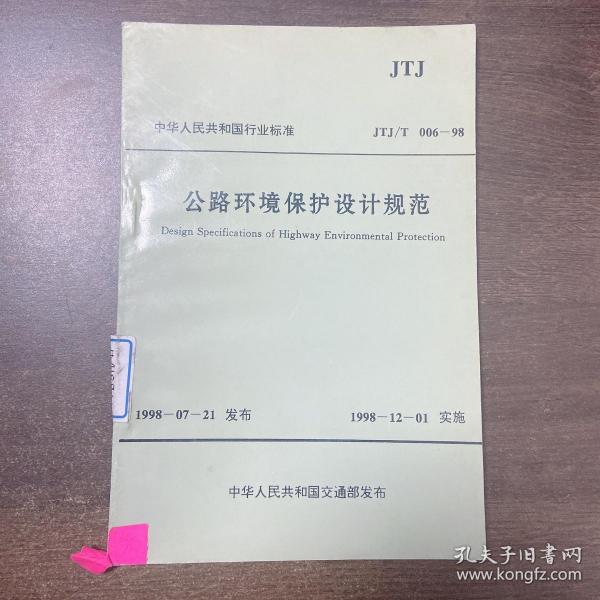 JTJ
中华人民共和国行业标准 JTJ/T 006-98
公路环境保护设计规范
Design Specifications of Highway Environmental Protection
1998-07-21 发布 1998-12-01 实施
中华人民共和国交通部发布
孔夫子旧书网
www.kongfz.com